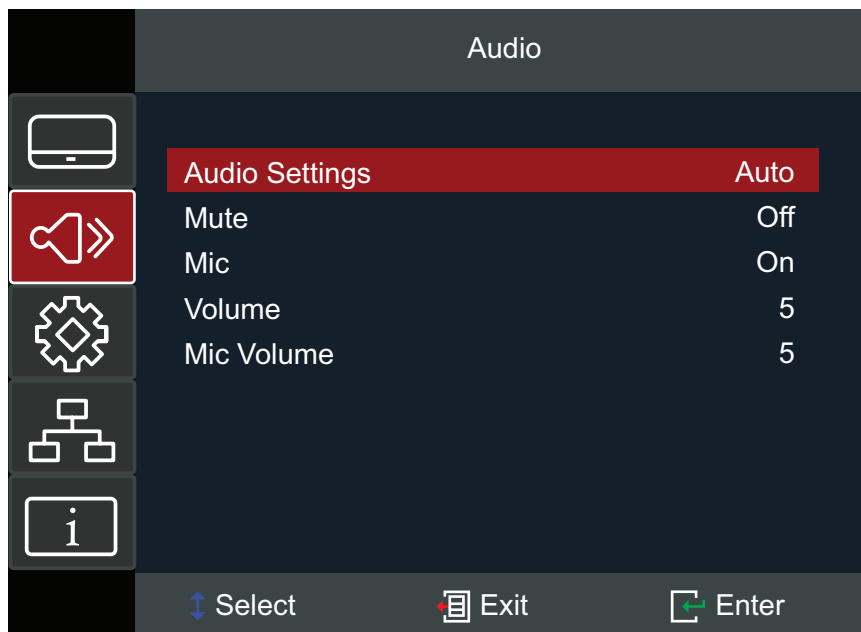 Audio
Audio Settings Auto
Mute Off
Mic On
Volume 5
Mic Volume 5
i
Select Exit Enter